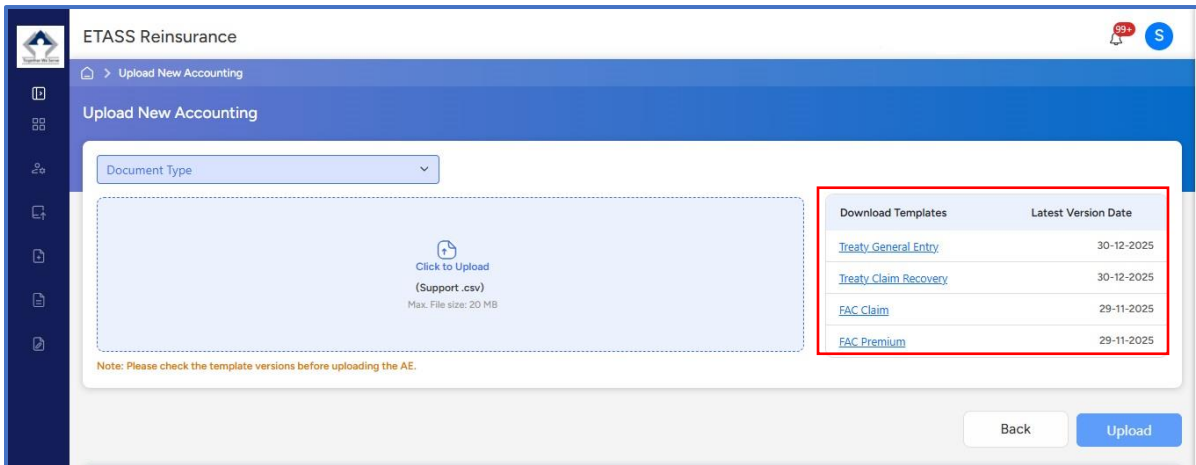 ETASS Reinsurance
99+
S
Together We Serve
> Upload New Accounting
Upload New Accounting
Document Type
Click to Upload
(Support .csv)
Max. File size: 20 MB
Download Templates Latest Version Date
Treaty General Entry 30-12-2025
Treaty Claim Recovery 30-12-2025
FAC Claim 29-11-2025
FAC Premium 29-11-2025
Note: Please check the template versions before uploading the AE.
Back Upload